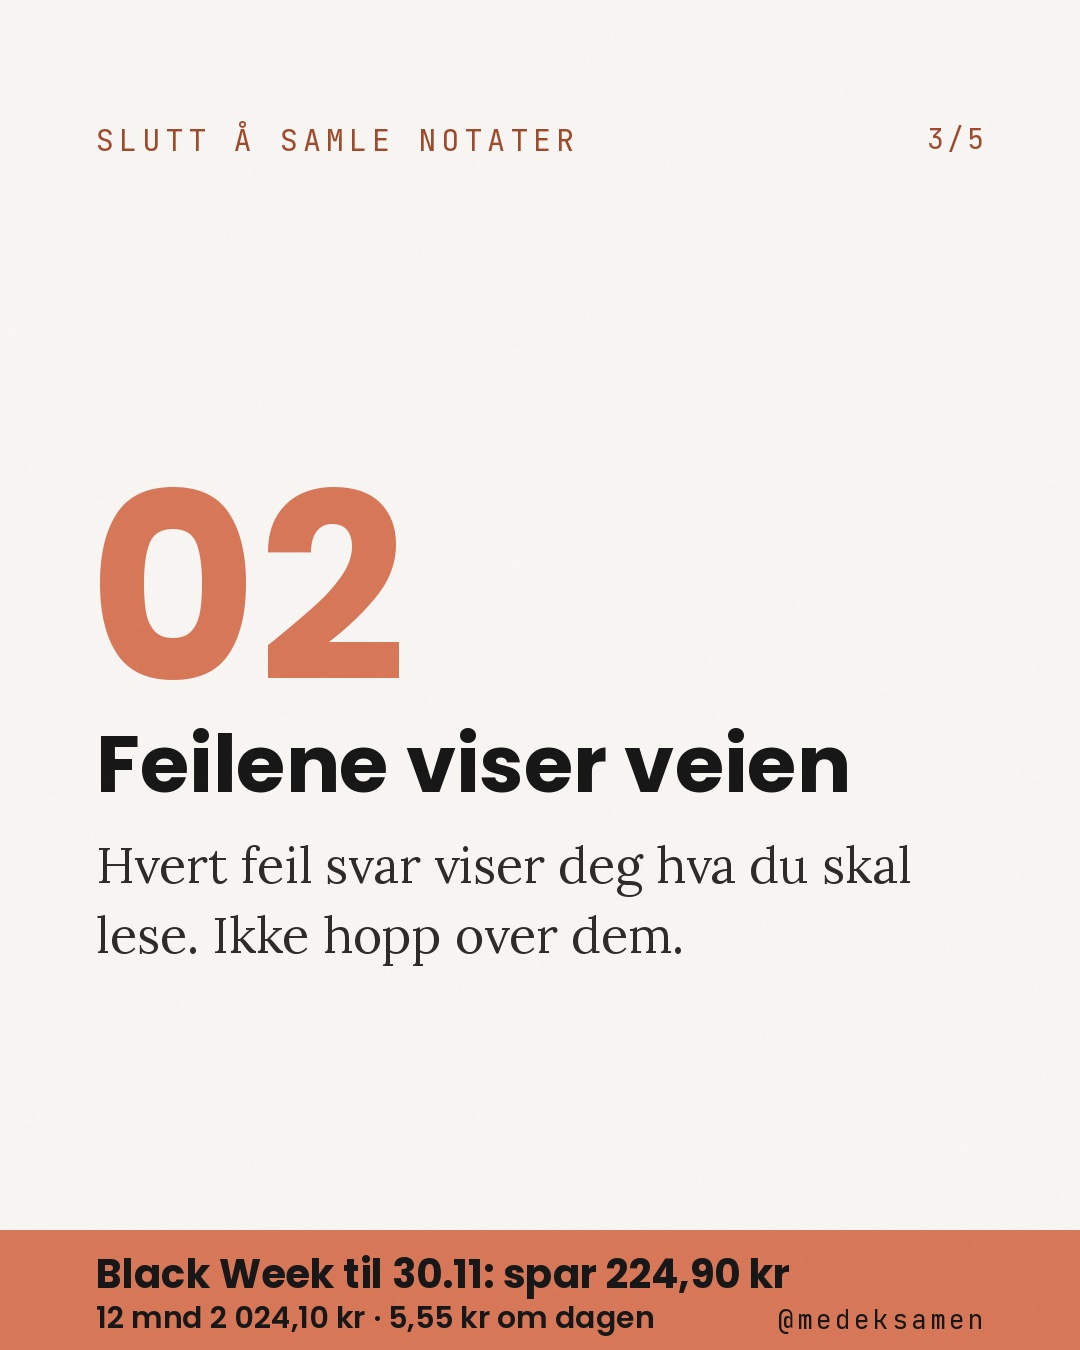 SLUTT Å SAMLE NOTATER
3/5
02
Feilene viser veien
Hvert feil svar viser deg hva du skal
lese. Ikke hopp over dem.
Black Week til 30.11: spar 224,90 kr
12 mnd 2 024,10 kr · 5,55 kr om dagen
@medeksamen